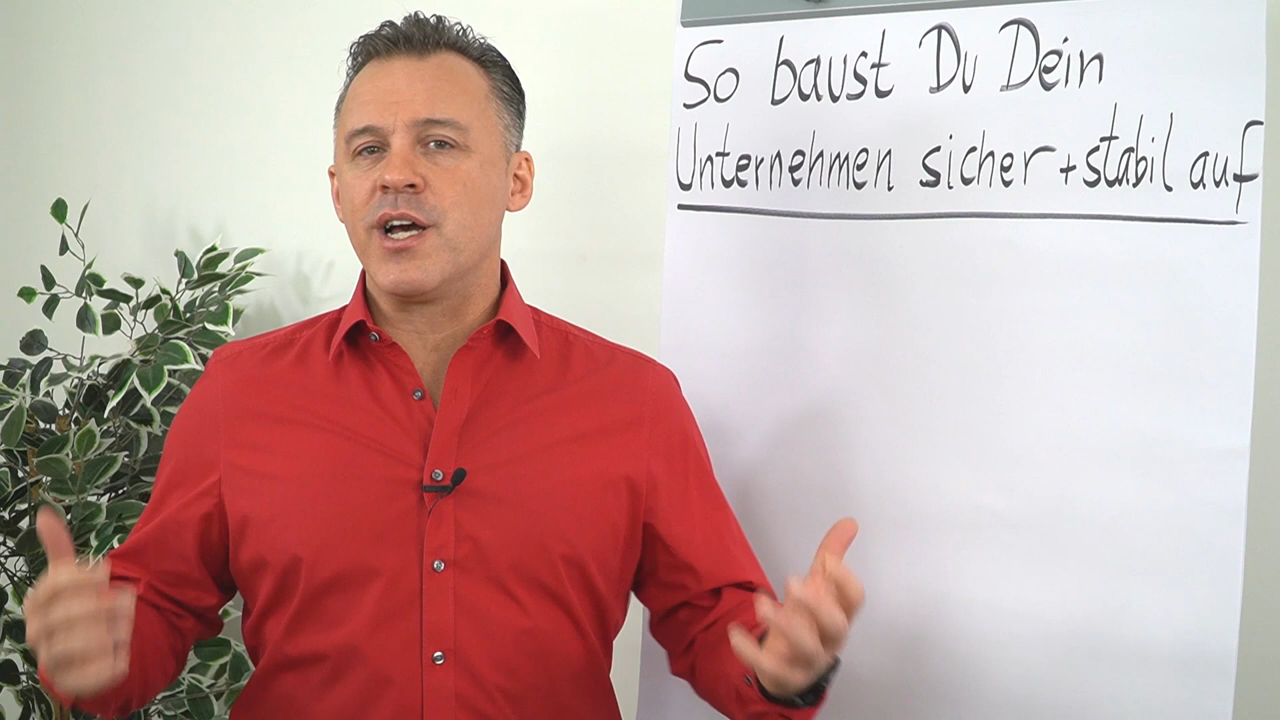 So baust Du Dein
Unternehmen sicher + stabil auf